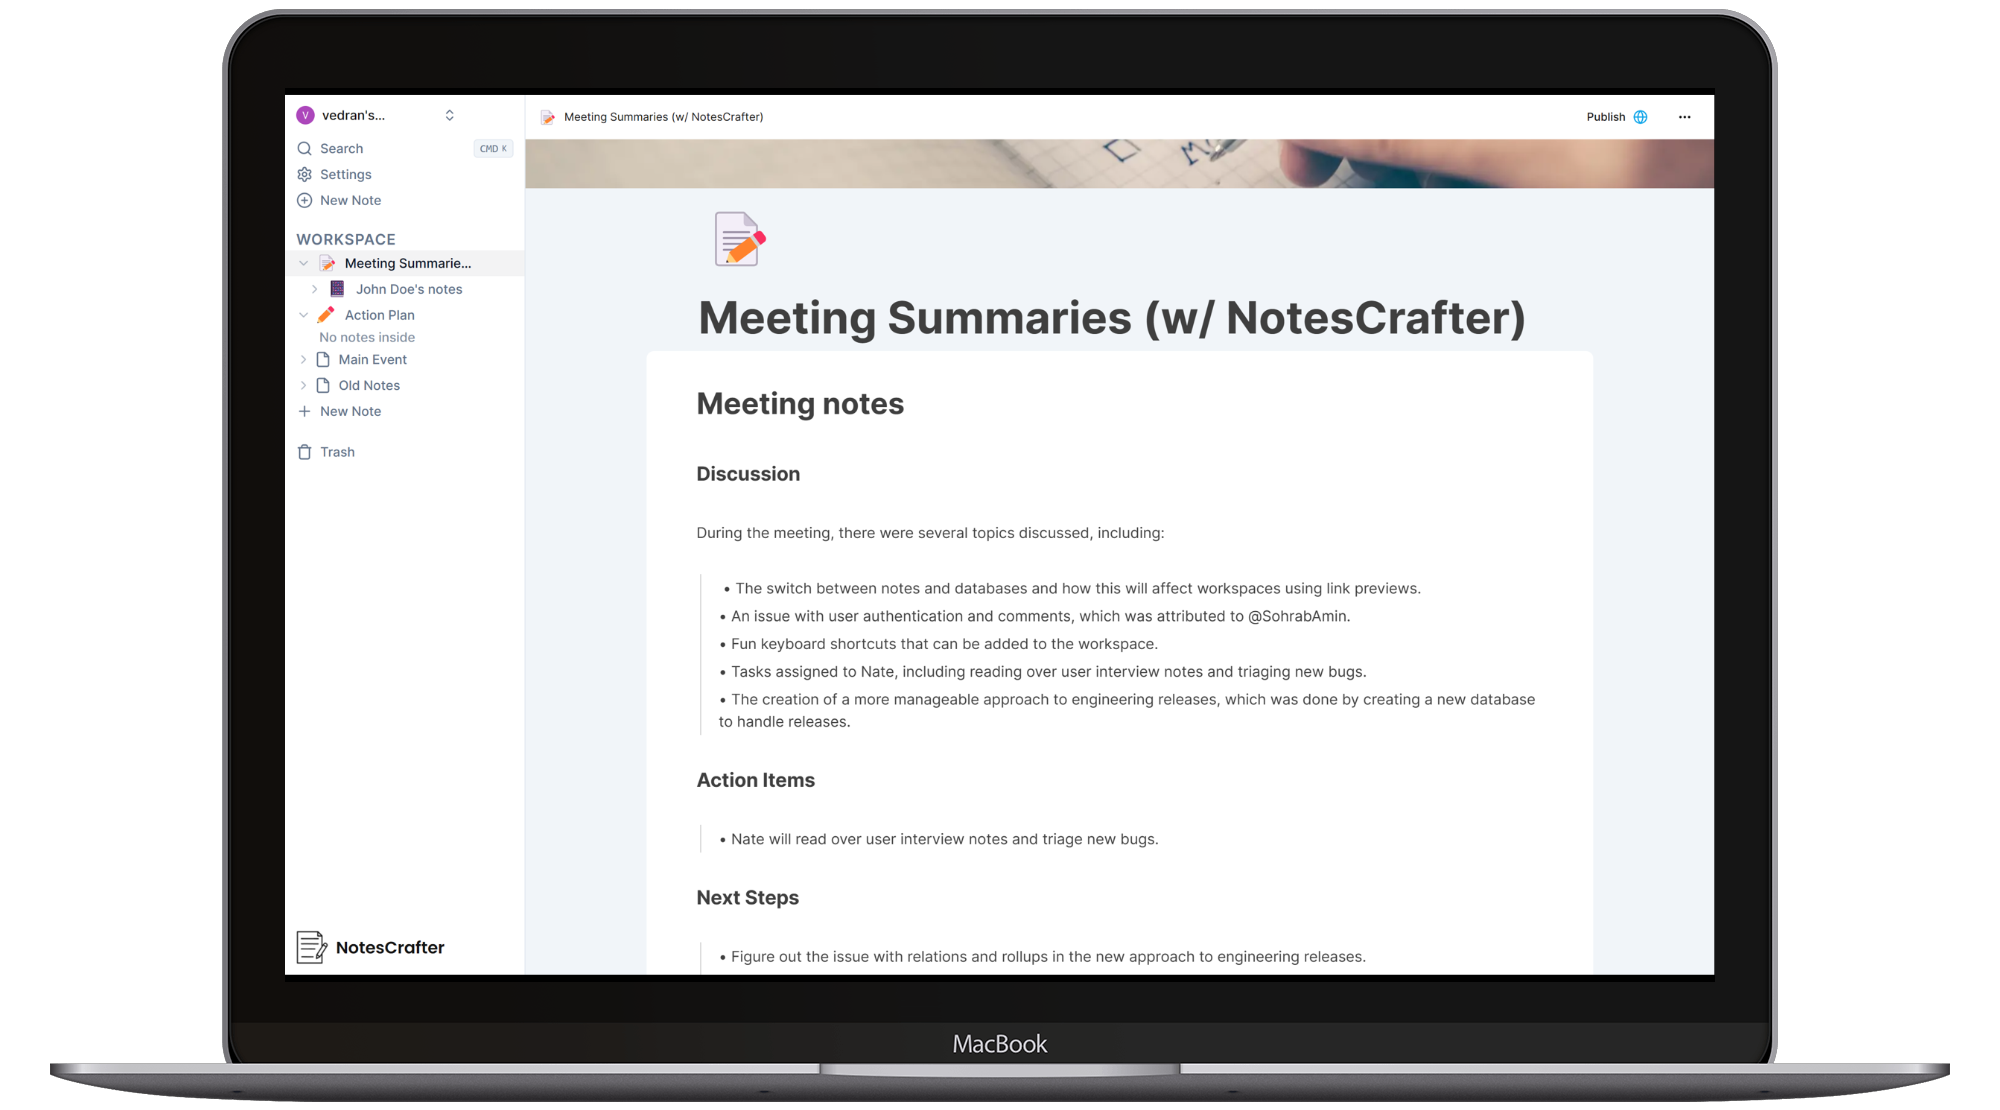 V vedran's...
Search CMD K
Settings
New Note
WORKSPACE
Meeting Summarie...
John Doe's notes
Action Plan
No notes inside
Main Event
Old Notes
New Note
Trash
NotesCrafter
Meeting Summaries (w/ NotesCrafter)
Publish
Meeting Summaries (w/ NotesCrafter)
Meeting notes
Discussion
During the meeting, there were several topics discussed, including:
• The switch between notes and databases and how this will affect workspaces using link previews.
• An issue with user authentication and comments, which was attributed to @SohrabAmin.
• Fun keyboard shortcuts that can be added to the workspace.
• Tasks assigned to Nate, including reading over user interview notes and triaging new bugs.
• The creation of a more manageable approach to engineering releases, which was done by creating a new database
to handle releases.
Action Items
• Nate will read over user interview notes and triage new bugs.
Next Steps
• Figure out the issue with relations and rollups in the new approach to engineering releases.
MacBook